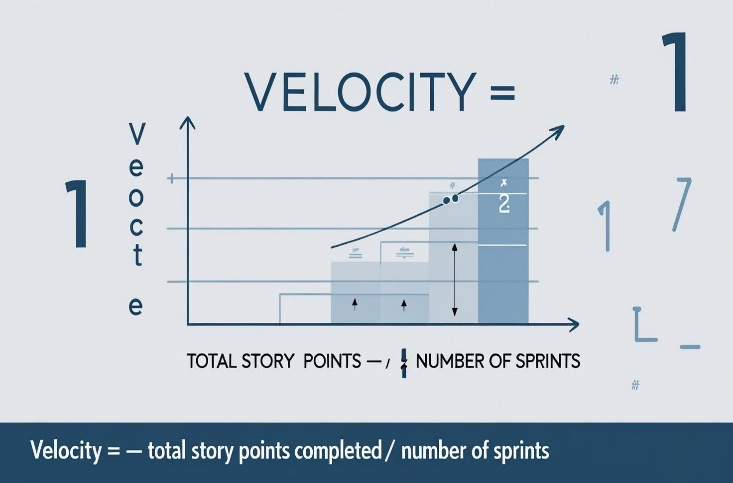 VELOCITY =
1
#
1
V
e
o
c
t
e
1
7
2
TOTAL STORY POINTS — / NUMBER OF SPRINTS
L _
#
Velocity = — total story points completed / number of sprints